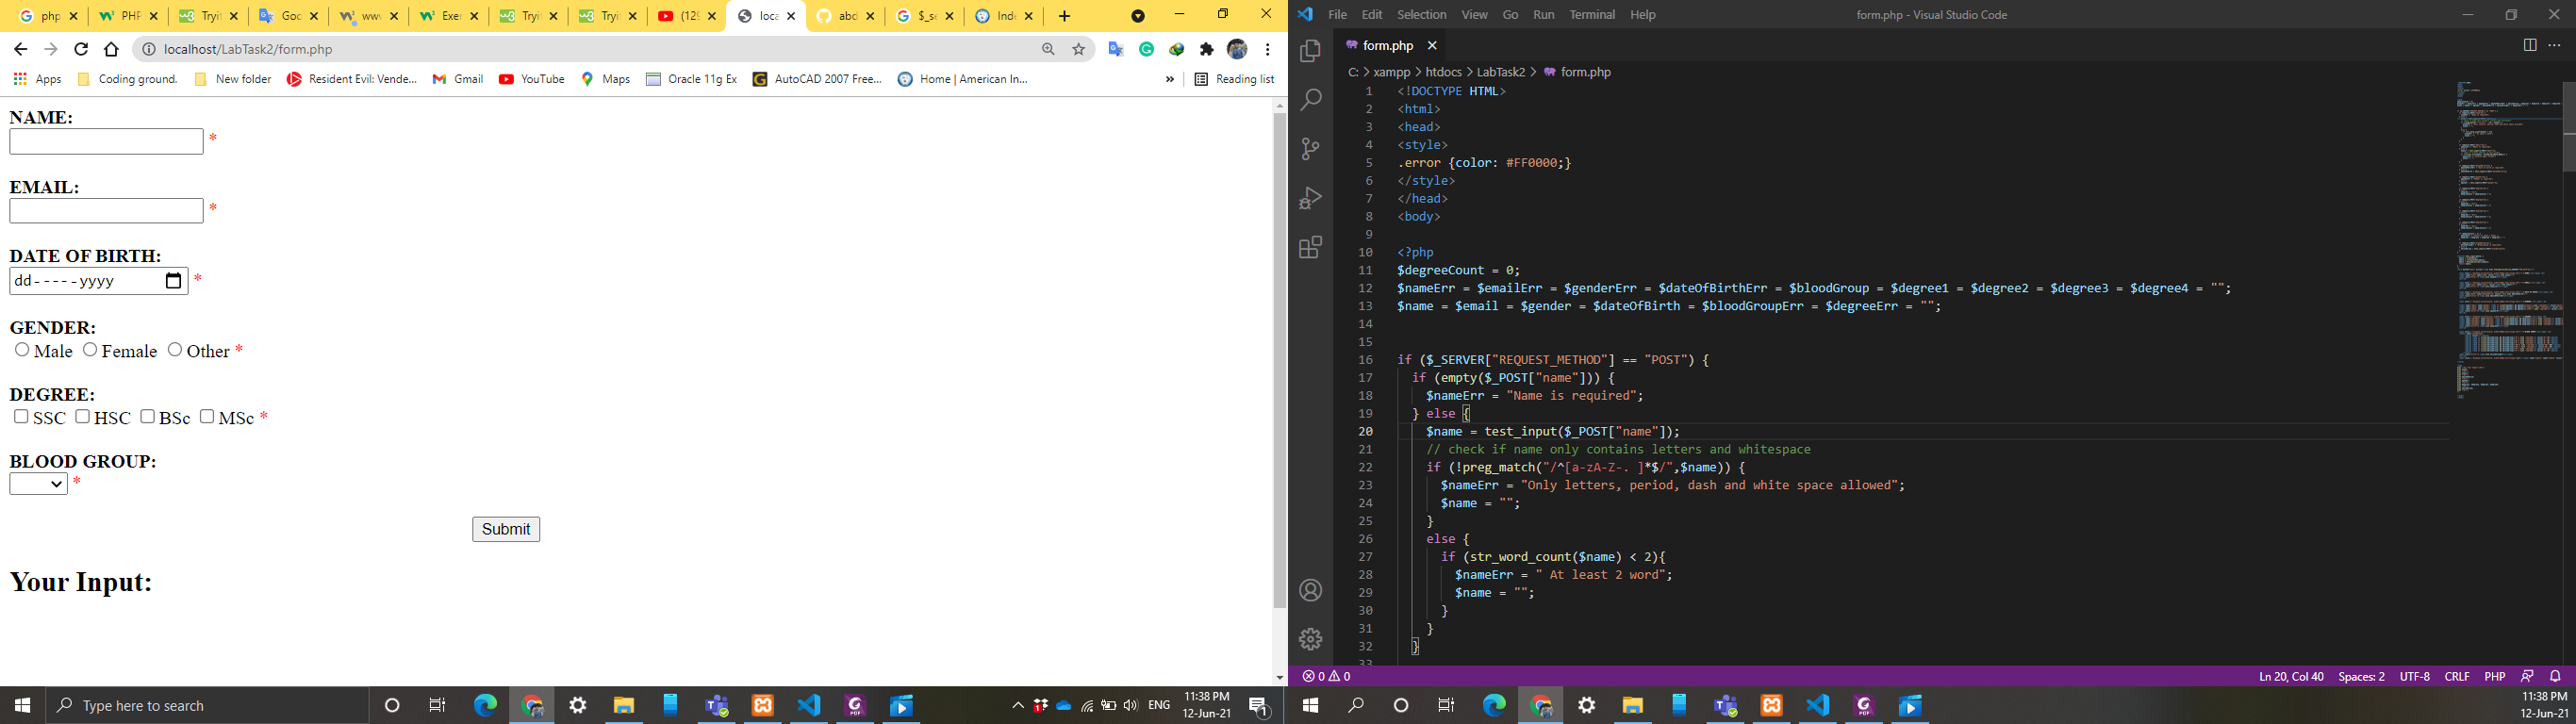 php
PHP
Tryi
Goo
www
Exer
Tryi
Tryi
(129
loca
abd
$_se
Inde
localhost/LabTask2/form.php
Apps
Coding ground.
New folder
Resident Evil: Vende...
Gmail
YouTube
Maps
Oracle 11g Ex
AutoCAD 2007 Free...
Home | American In...
»
Reading list
NAME:
*
EMAIL:
*
DATE OF BIRTH:
dd-----yyyy *
GENDER:
Male Female Other *
DEGREE:
SSC HSC BSc MSc *
BLOOD GROUP:
*
Submit
Your Input:
Type here to search
ENG
11:38 PM
12-Jun-21
1
File Edit Selection View Go Run Terminal Help
form.php - Visual Studio Code
form.php
C: > xampp > htdocs > LabTask2 > form.php
1 <!DOCTYPE HTML>
2 <html>
3 <head>
4 <style>
5 .error {color: #FF0000;}
6 </style>
7 </head>
8 <body>
9
10 <?php
11 $degreeCount = 0;
12 $nameErr = $emailErr = $genderErr = $dateOfBirthErr = $bloodGroup = $degree1 = $degree2 = $degree3 = $degree4 = "";
13 $name = $email = $gender = $dateOfBirth = $bloodGroupErr = $degreeErr = "";
14
15
16 if ($_SERVER["REQUEST_METHOD"] == "POST") {
17 if (empty($_POST["name"])) {
18 $nameErr = "Name is required";
19 } else {
20 $name = test_input($_POST["name"]);
21 // check if name only contains letters and whitespace
22 if (!preg_match("/^[a-zA-Z-. ]*$/",$name)) {
23 $nameErr = "Only letters, period, dash and white space allowed";
24 $name = "";
25 }
26 else {
27 if (str_word_count($name) < 2){
28 $nameErr = " At least 2 word";
29 $name = "";
30 }
31 }
32 }
33
0 0
Ln 20, Col 40 Spaces: 2 UTF-8 CRLF PHP
11:38 PM
12-Jun-21